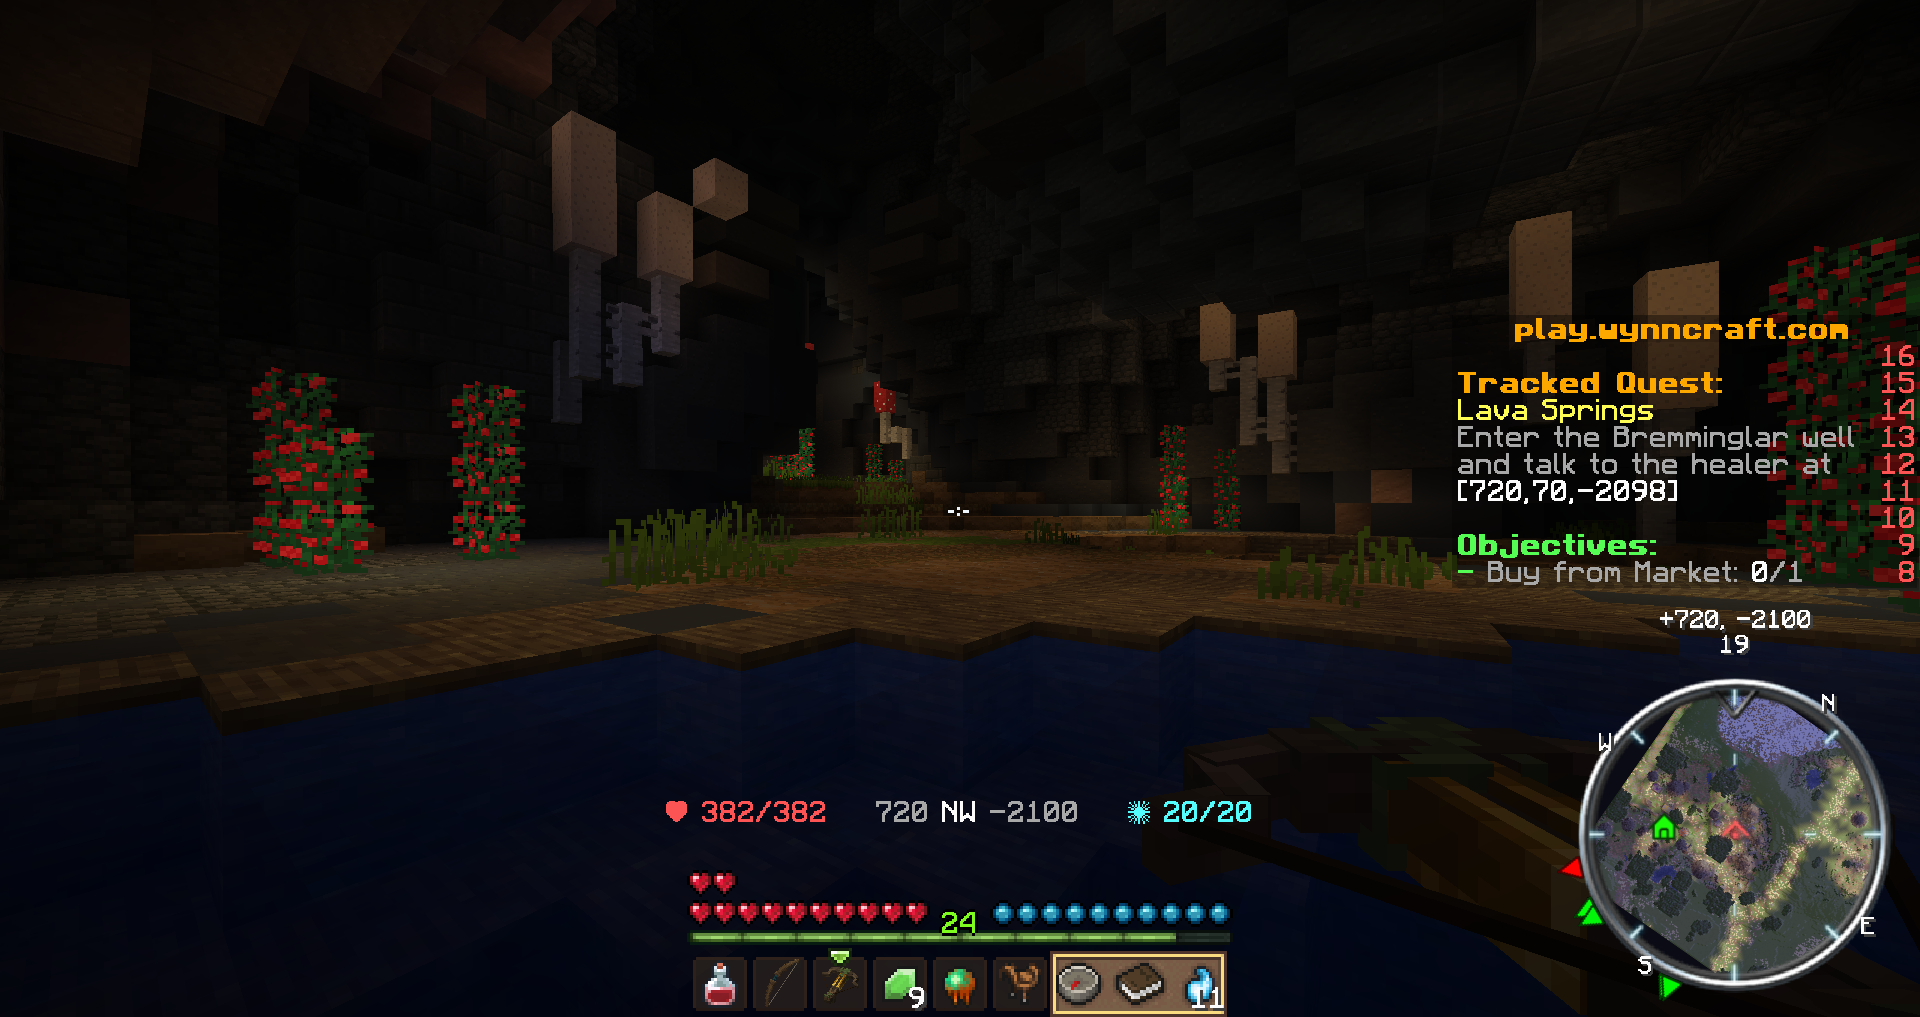 play.wynncraft.com
16
Tracked Quest: 15
Lava Springs 14
Enter the Bremminglar well 13
and talk to the healer at 12
[720,70,-2098] 11
10
Objectives: 9
- Buy from Market: 0/1 8
+720, -2100
19
N
W
E
S
382/382 720 NW -2100 20/20
24
9
11